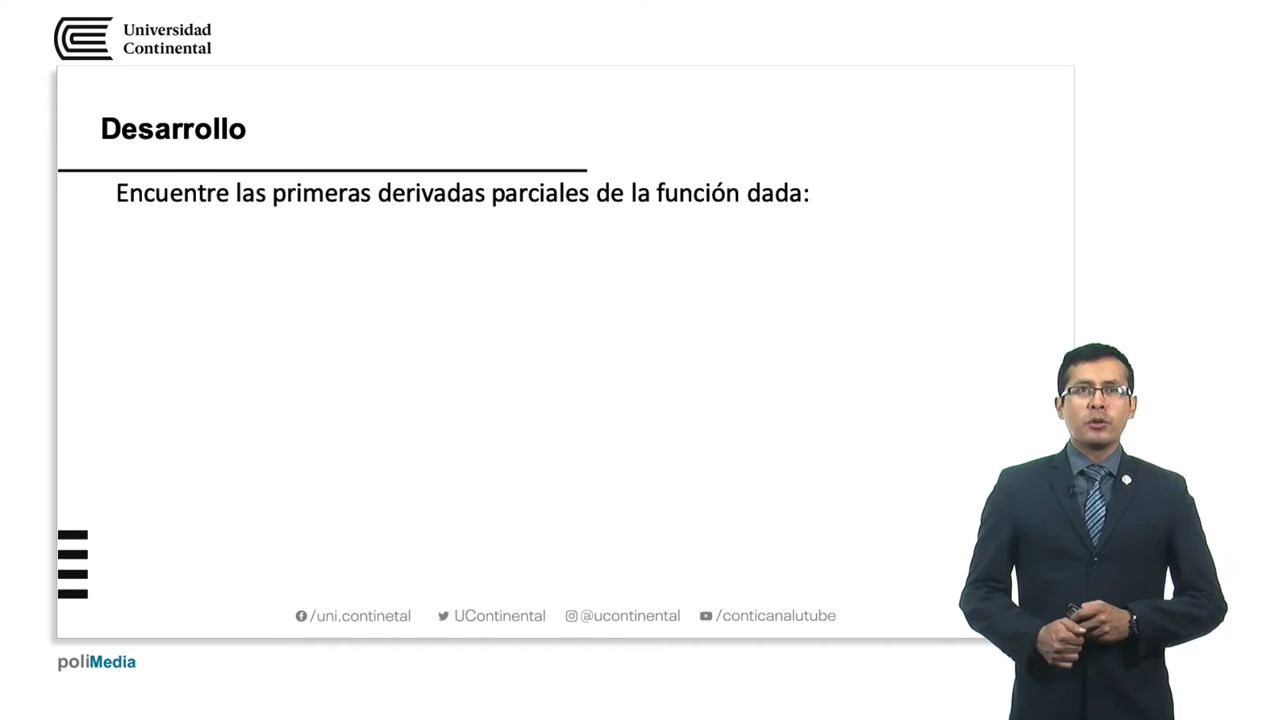 Universidad
Continental
Desarrollo
Encuentre las primeras derivadas parciales de la función dada:
/uni.continetal UContinental @ucontinental /conticanalutube
poliMedia